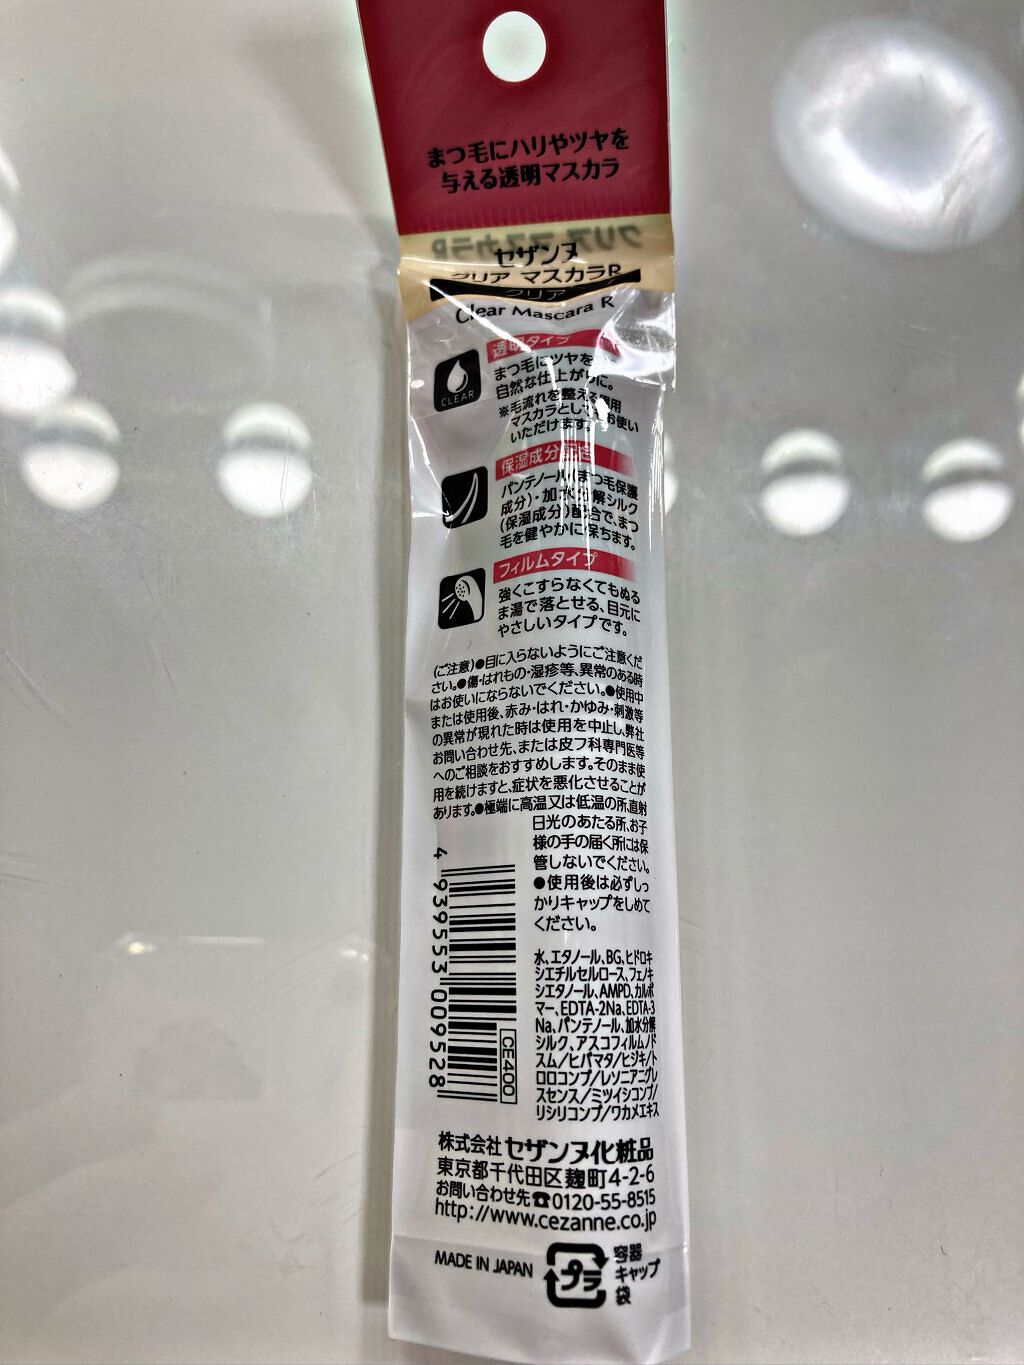 まつ毛にハリやツヤを
与える透明マスカラ
セザンヌ
クリア マスカラR
クリア
Clear Mascara R
透明タイプ
CLEAR
まつ毛にツヤを
自然な仕上がりに。
※毛流れを整える眉用
マスカラとしてお使い
いただけます。
保湿成分配合
パンテノール(まつ毛保護
成分)・加水分解シルク
(保湿成分)配合で、まつ
毛を健やかに保ちます。
フィルムタイプ
強くこすらなくてもぬる
ま湯で落とせる、目元に
やさしいタイプです。
(ご注意)●目に入らないようにご注意くだ
さい。●傷・はれもの・湿疹等、異常のある時
はお使いにならないでください。●使用中
または使用後、赤み・はれ・かゆみ・刺激等
の異常が現れた時は使用を中止し、弊社
お問い合わせ先、または皮フ科専門医等
へのご相談をおすすめします。そのまま使
用を続けますと、症状を悪化させることが
あります。●極端に高温又は低温の所、直射
日光のあたる所、お子
様の手の届く所には保
管しないでください。
●使用後は必ずしっ
かりキャップをしめて
ください。
4 939553 009528
CE400
水、エタノール、BG、ヒドロキ
シエチルセルロース、フェノキ
シエタノール、AMPD、カルボ
マー、EDTA-2Na、EDTA-3
Na、パンテノール、加水分解
シルク、アスコフィルムノド
スム/ヒバマタ/ヒジキ/ト
ロロコンブ/レソニアニグレ
スセンス/ミツイシコンブ/
リシリコンブ/ワカメエキス
株式会社 セザンヌ化粧品
東京都千代田区麹町4-2-6
お問い合わせ先☎0120-55-8515
http://www.cezanne.co.jp
MADE IN JAPAN
プラ
容器
キャップ
袋